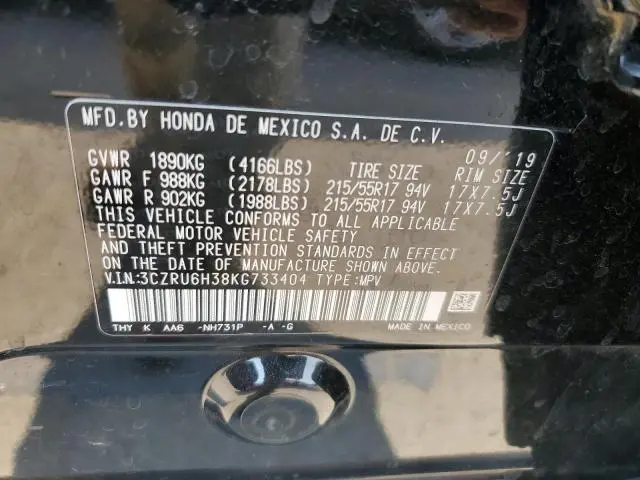 MFD.BY HONDA DE MEXICO S.A. DE C.V.
09/'19
GVWR 1890KG (4166LBS) TIRE SIZE RIM SIZE
GAWR F 988KG (2178LBS) 215/55R17 94V 17X7.5J
GAWR R 902KG (1988LBS) 215/55R17 94V 17X7.5J
THIS VEHICLE CONFORMS TO ALL APPLICABLE
FEDERAL MOTOR VEHICLE SAFETY
AND THEFT PREVENTION STANDARDS IN EFFECT
ON THE DATE OF MANUFACTURE SHOWN ABOVE.
V.I.N.:3CZRU6H38KG733404 TYPE:MPV
THY K AA6 -NH731P -A -G
MADE IN MEXICO